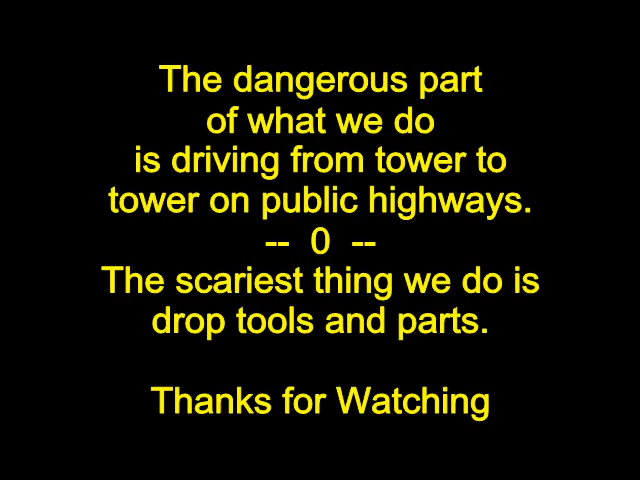 The dangerous part
of what we do
is driving from tower to
tower on public highways.
-- 0 --
The scariest thing we do is
drop tools and parts.
Thanks for Watching